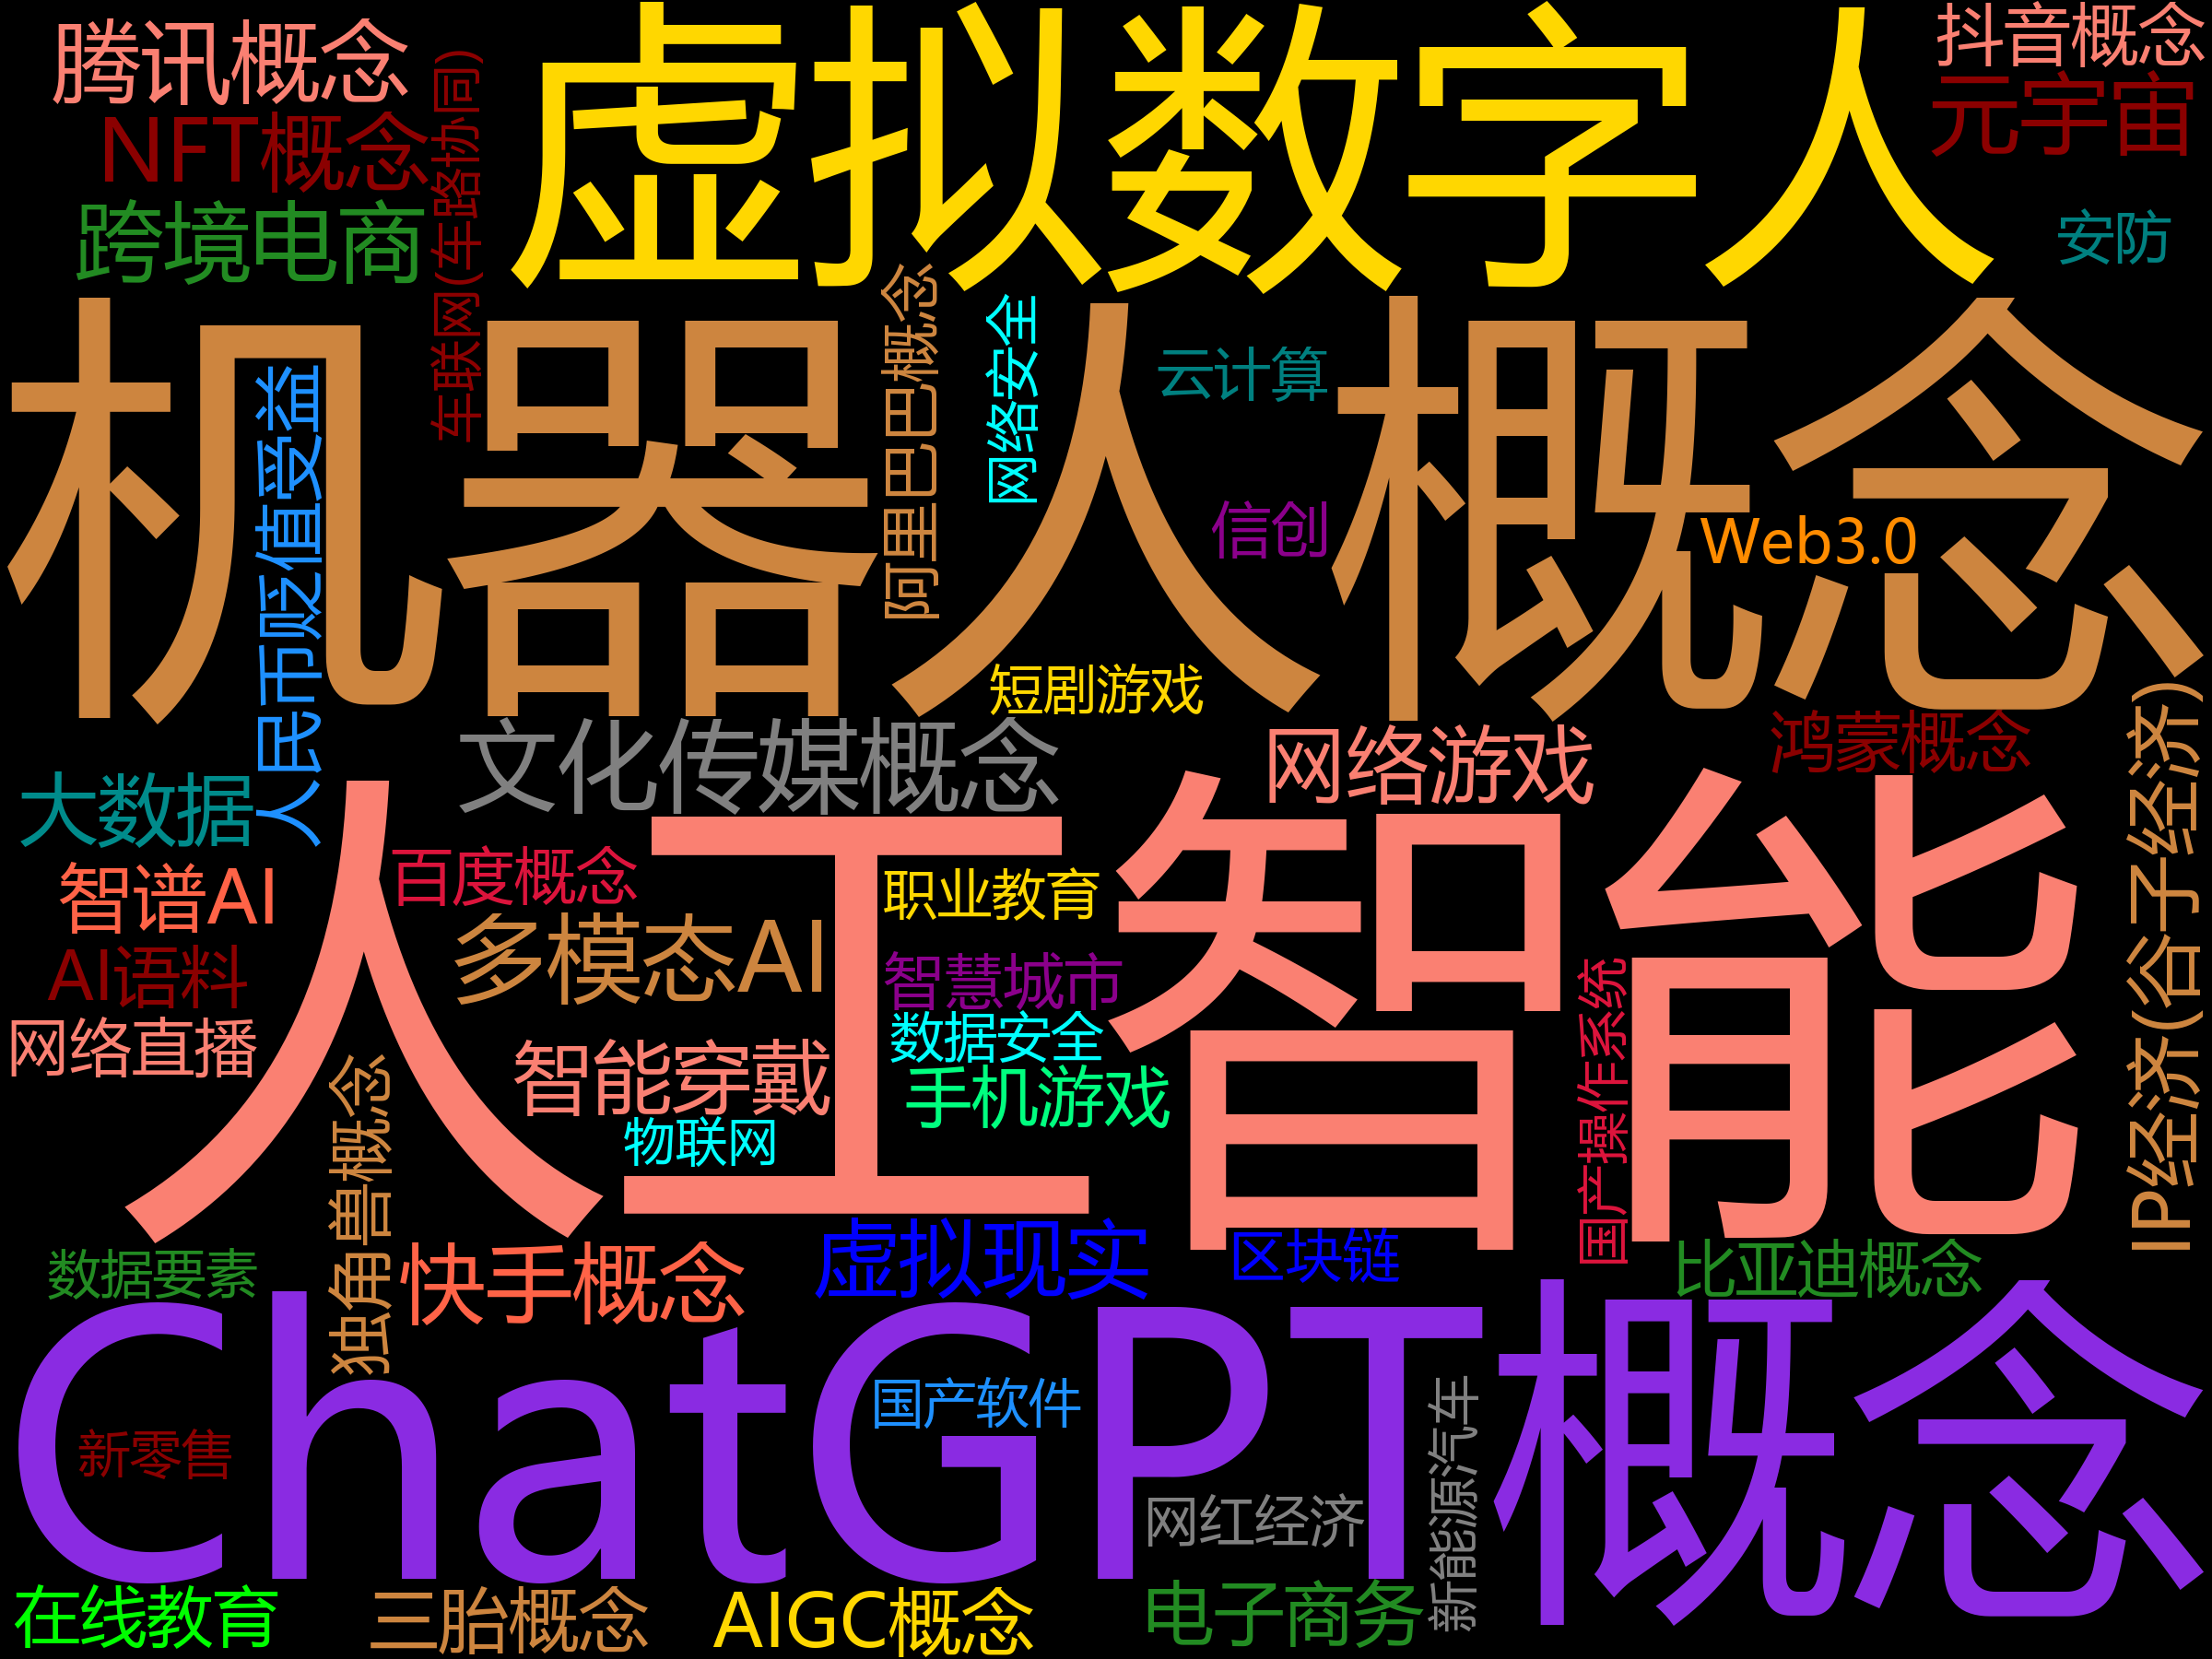 腾讯概念
虚拟数字人
抖音概念
NFT概念
元宇宙
跨境电商
车联网(车路协同)
安防
机器人概念
人民币贬值受益
阿里巴巴概念
网络安全
云计算
信创
Web3.0
短剧游戏
文化传媒概念
网络游戏
鸿蒙概念
IP经济(谷子经济)
大数据
人工智能
智谱AI
百度概念
职业教育
多模态AI
AI语料
智慧城市
国产操作系统
网络直播
数据安全
智能穿戴
手机游戏
物联网
独角兽概念
数据要素
快手概念
虚拟现实
区块链
比亚迪概念
ChatGPT概念
国产软件
新能源汽车
新零售
网红经济
在线教育
三胎概念
AIGC概念
电子商务